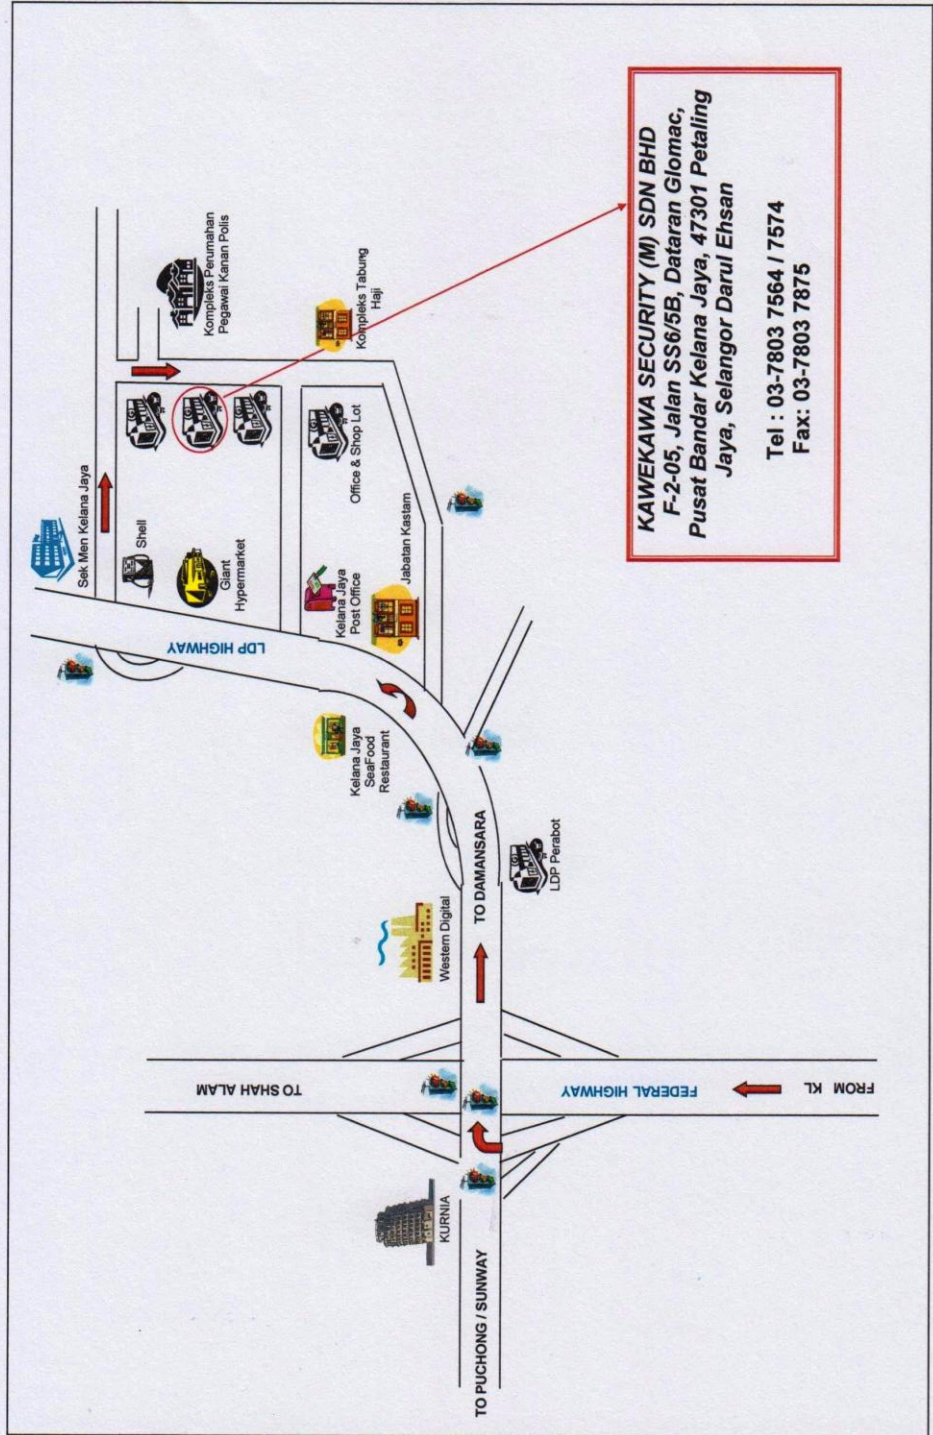 Sek Men Kelana Jaya
Kompleks Perumahan
Pegawai Kanan Polis
Shell
Giant
Hypermarket
LDP HIGHWAY
Kompleks Tabung
Haji
Office & Shop Lot
Kelana Jaya
Post Office
Jabatan Kastam
Kelana Jaya
SeaFood
Restaurant
Western Digital
TO DAMANSARA
LDP Perabot
KURNIA
TO PUCHONG / SUNWAY
TO SHAH ALAM
FEDERAL HIGHWAY
FROM KL
KAWEKAWA SECURITY (M) SDN BHD
F-2-05, Jalan SS6/5B, Dataran Glomac,
Pusat Bandar Kelana Jaya, 47301 Petaling
Jaya, Selangor Darul Ehsan
Tel : 03-7803 7564 / 7574
Fax: 03-7803 7875